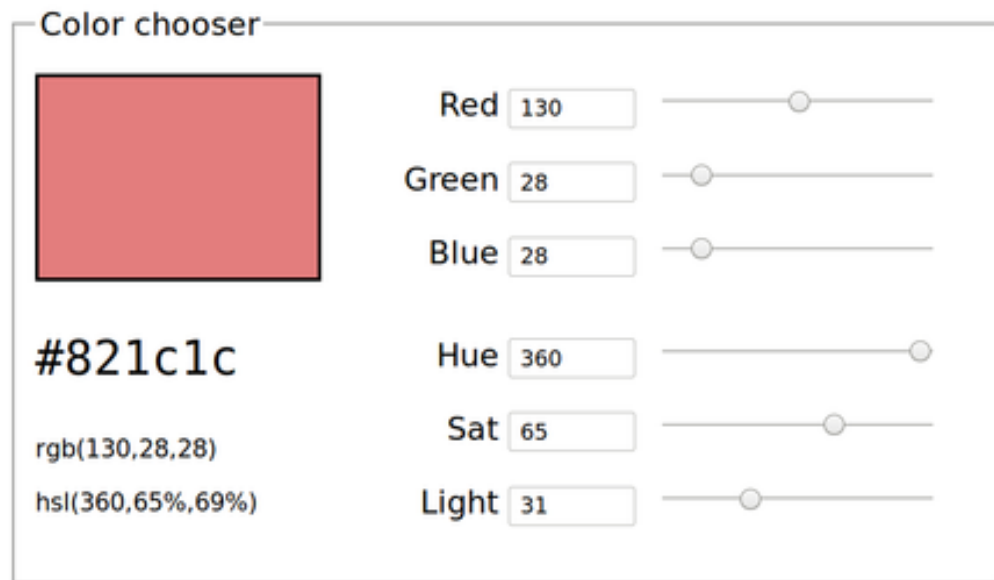 Color chooser
Red 130
Green 28
Blue 28
#821c1c
Hue 360
rgb(130,28,28)
Sat 65
hsl(360,65%,69%)
Light 31